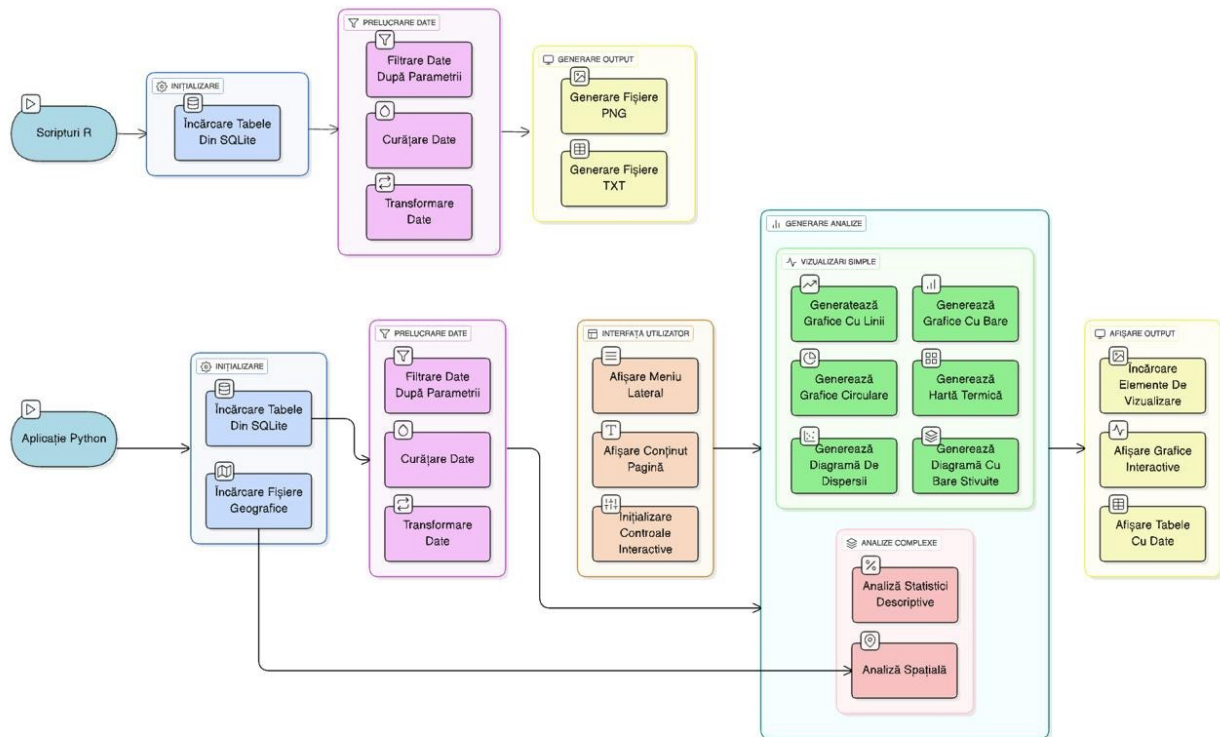 Scripturi R
INIȚIALIZARE
Încărcare Tabele
Din SQLite
PRELUCRARE DATE
Filtrare Date
După Parametrii
Curățare Date
Transformare
Date
GENERARE OUTPUT
Generare Fișiere
PNG
Generare Fișiere
TXT
Aplicație Python
INIȚIALIZARE
Încărcare Tabele
Din SQLite
Încărcare Fișiere
Geografice
PRELUCRARE DATE
Filtrare Date
După Parametrii
Curățare Date
Transformare
Date
INTERFAȚĂ UTILIZATOR
Afișare Meniu
Lateral
Afișare Conținut
Pagină
Inițializare
Controale
Interactive
GENERARE ANALIZE
VIZUALIZĂRI SIMPLE
Generatează
Grafice Cu Linii
Generează
Grafice Cu Bare
Generează
Grafice Circulare
Generează
Hartă Termică
Generează
Diagramă De
Dispersii
Generează
Diagramă Cu
Bare Stivuite
ANALIZE COMPLEXE
Analiză Statistici
Descriptive
Analiză Spațială
AFIȘARE OUTPUT
Încărcare
Elemente De
Vizualizare
Afișare Grafice
Interactive
Afișare Tabele
Cu Date